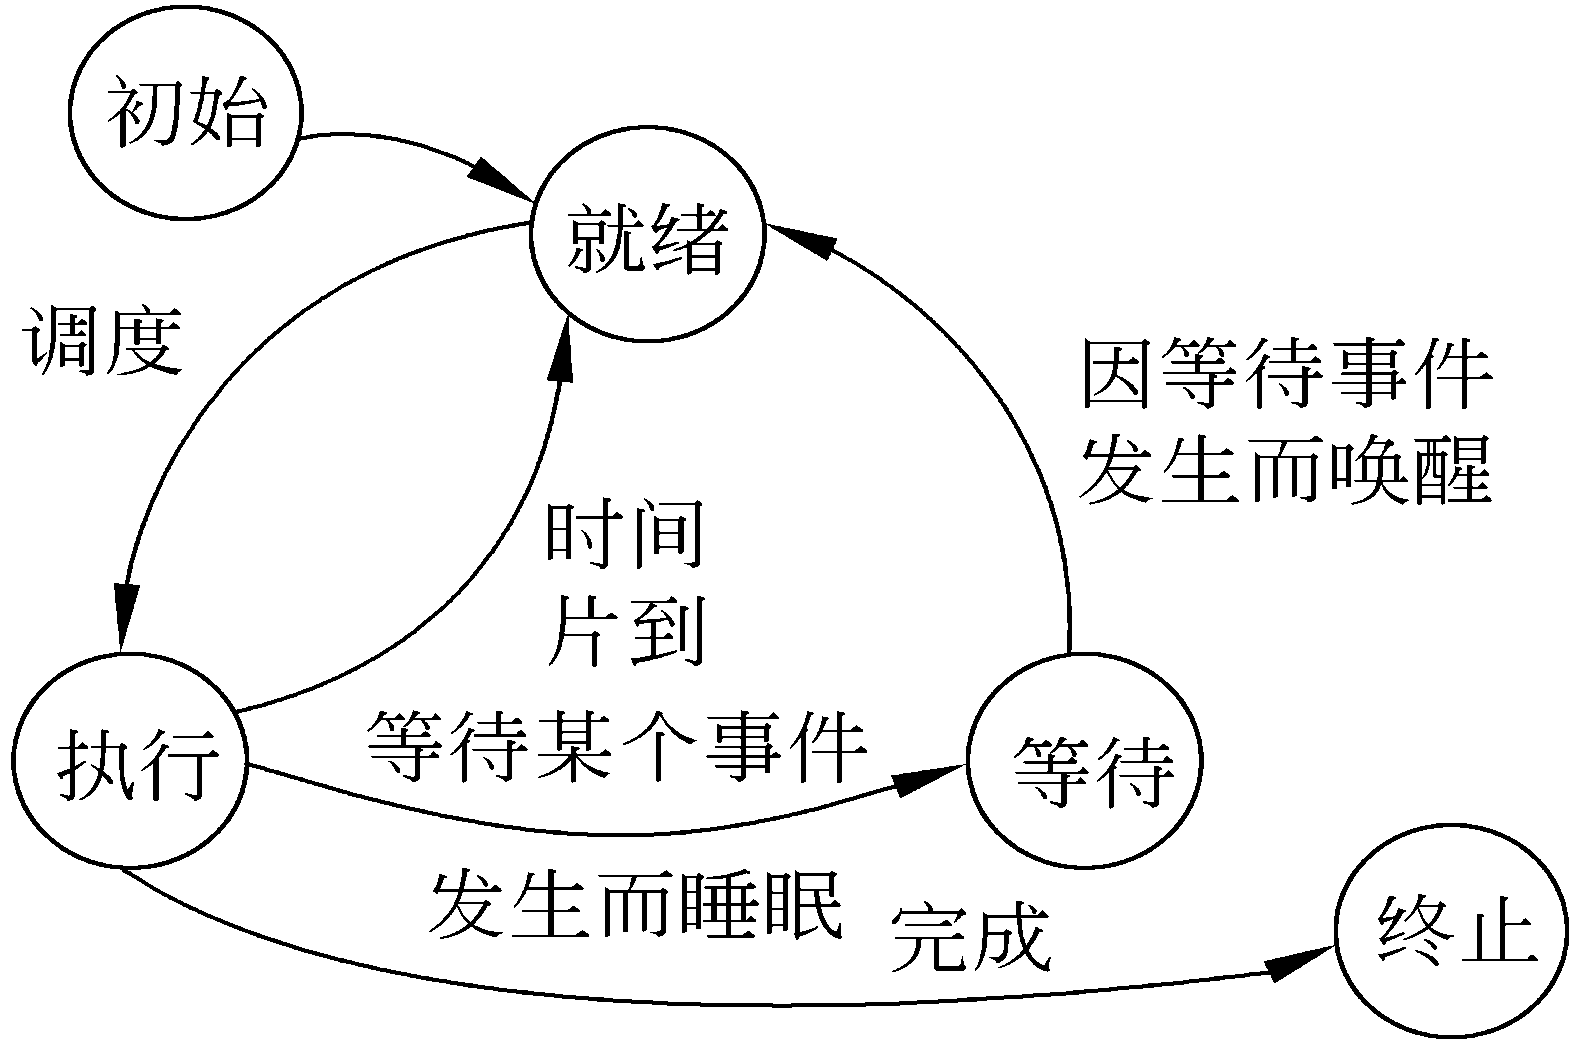 初始
就绪
调度
因等待事件
发生而唤醒
时间
片到
等待某个事件
执行
等待
发生而睡眠
完成
终止